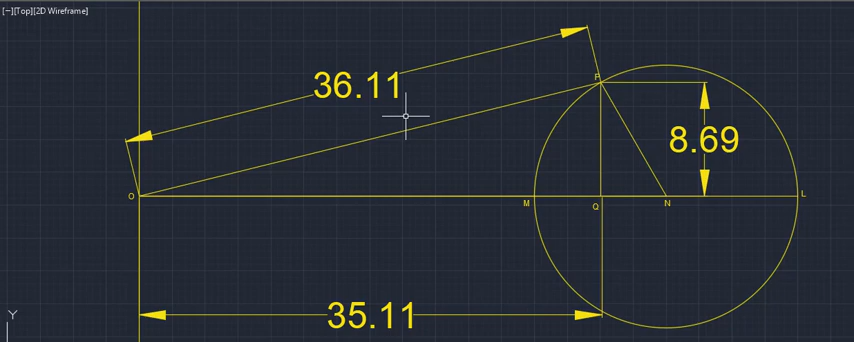 [−][Top][2D Wireframe]
36.11
P
8.69
O
M
Q
N
L
35.11
Y